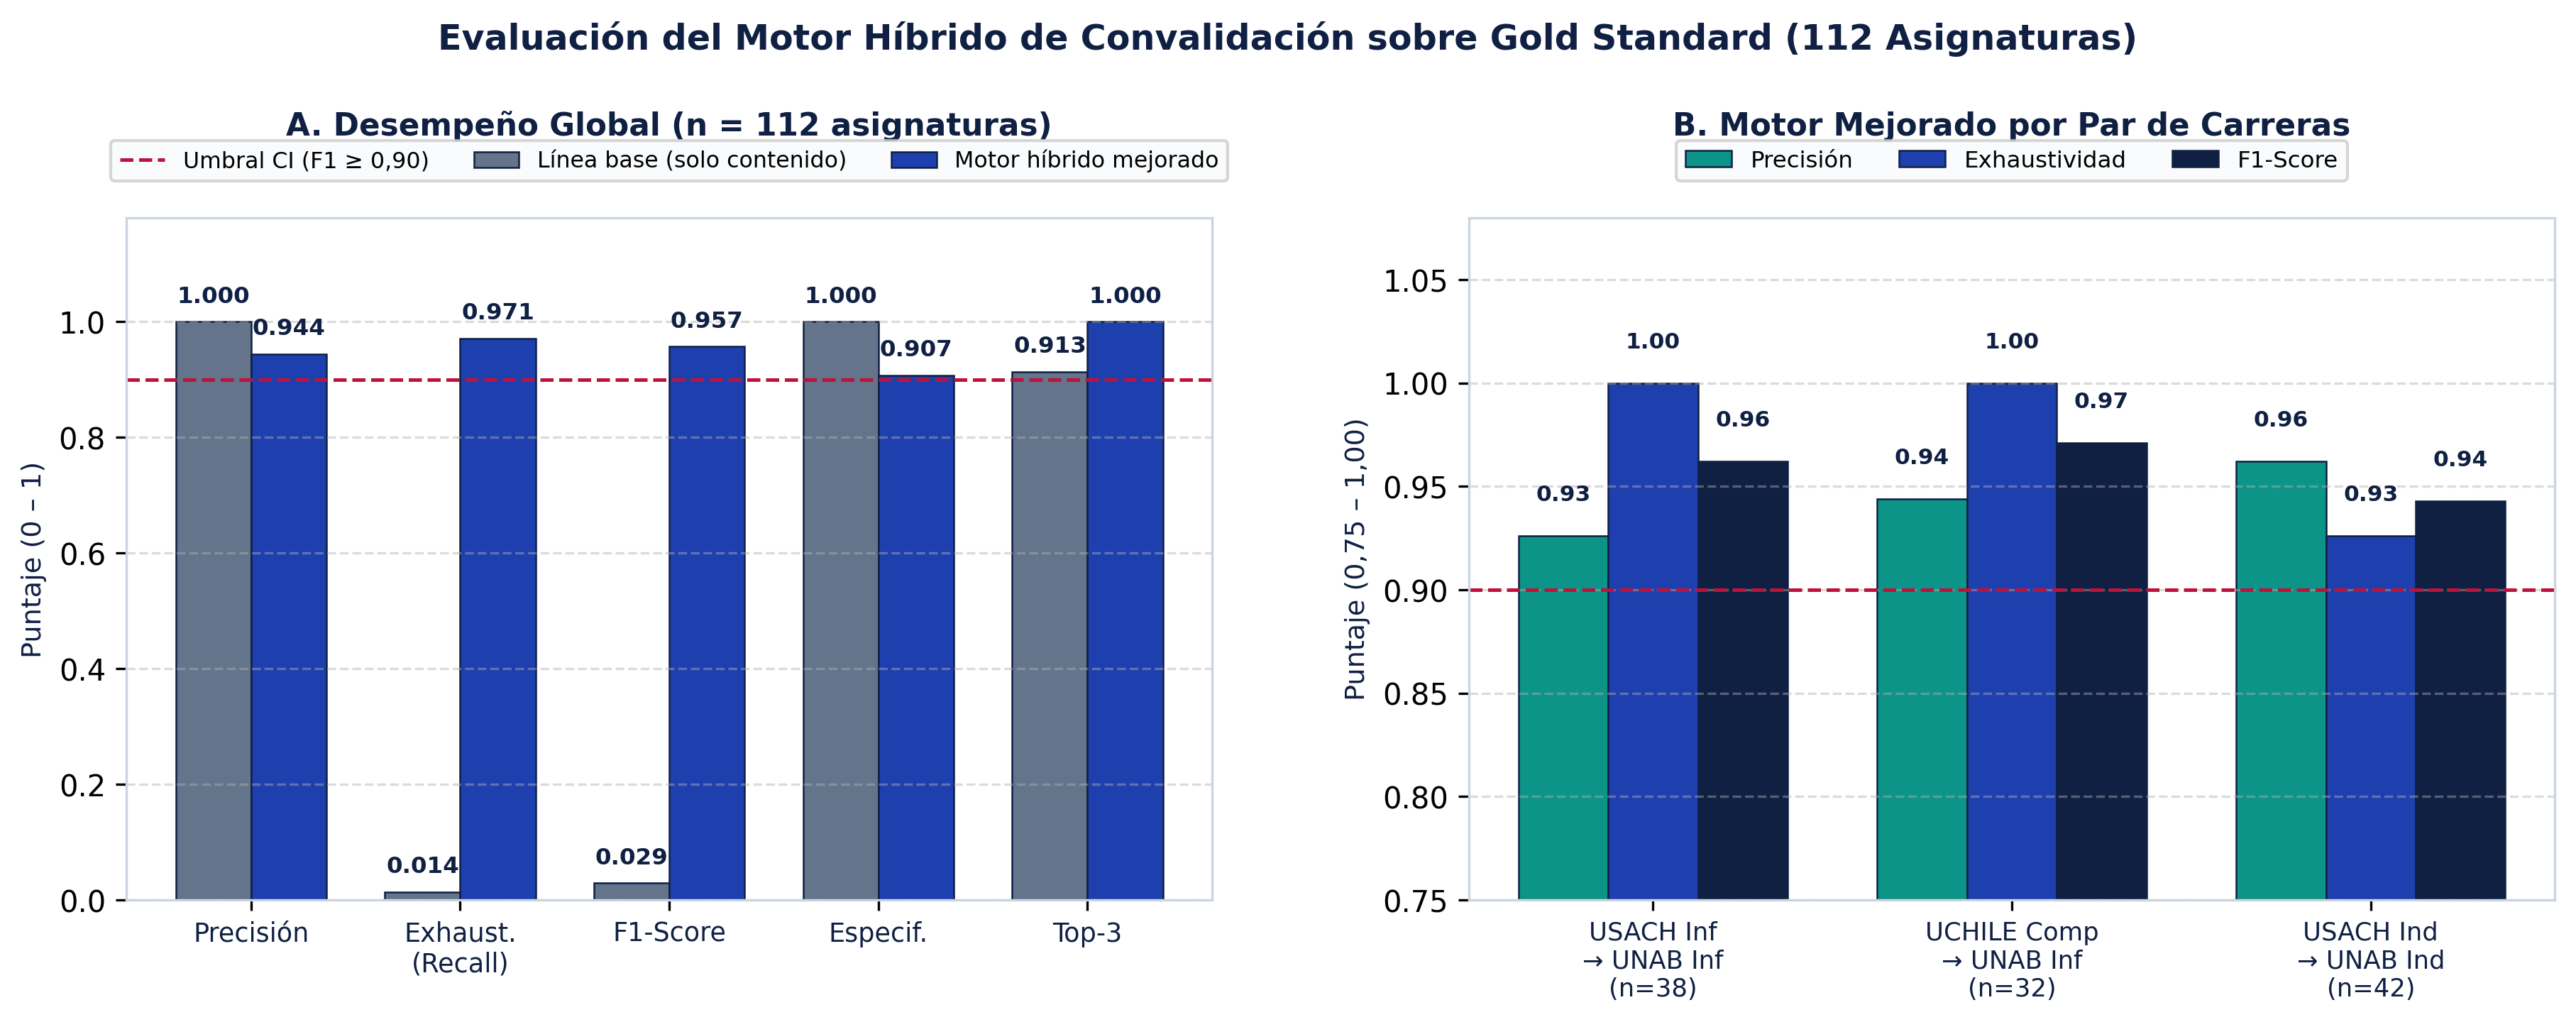 Evaluación del Motor Híbrido de Convalidación sobre Gold Standard (112 Asignaturas)
A. Desempeño Global (n = 112 asignaturas)
Umbral CI (F1 ≥ 0,90)
Línea base (solo contenido)
Motor híbrido mejorado
Puntaje (0 – 1)
1.0
0.8
0.6
0.4
0.2
0.0
1.000
0.944
0.014
0.971
0.029
0.957
1.000
0.907
0.913
1.000
Precisión
Exhaust.
(Recall)
F1-Score
Especif.
Top-3
B. Motor Mejorado por Par de Carreras
Precisión
Exhaustividad
F1-Score
Puntaje (0,75 – 1,00)
1.05
1.00
0.95
0.90
0.85
0.80
0.75
0.93
1.00
0.96
0.94
1.00
0.97
0.96
0.93
0.94
USACH Inf
→ UNAB Inf
(n=38)
UCHILE Comp
→ UNAB Inf
(n=32)
USACH Ind
→ UNAB Ind
(n=42)